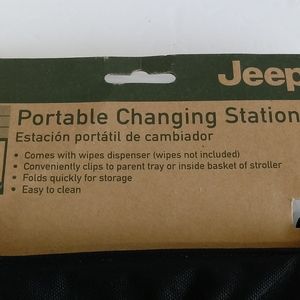 Jeep
Portable Changing Station
Estación portátil de cambiador
• Comes with wipes dispenser (wipes not included)
• Conveniently clips to parent tray or inside basket of stroller
• Folds quickly for storage
• Easy to clean